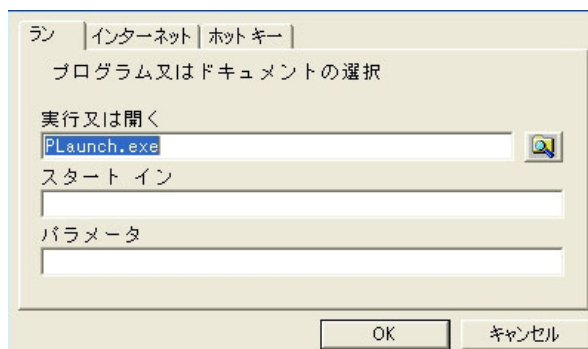 ラン インターネット ホット キー
プログラム又はドキュメントの選択
実行又は開く
PLaunch.exe
スタート イン
パラメータ
OK キャンセル